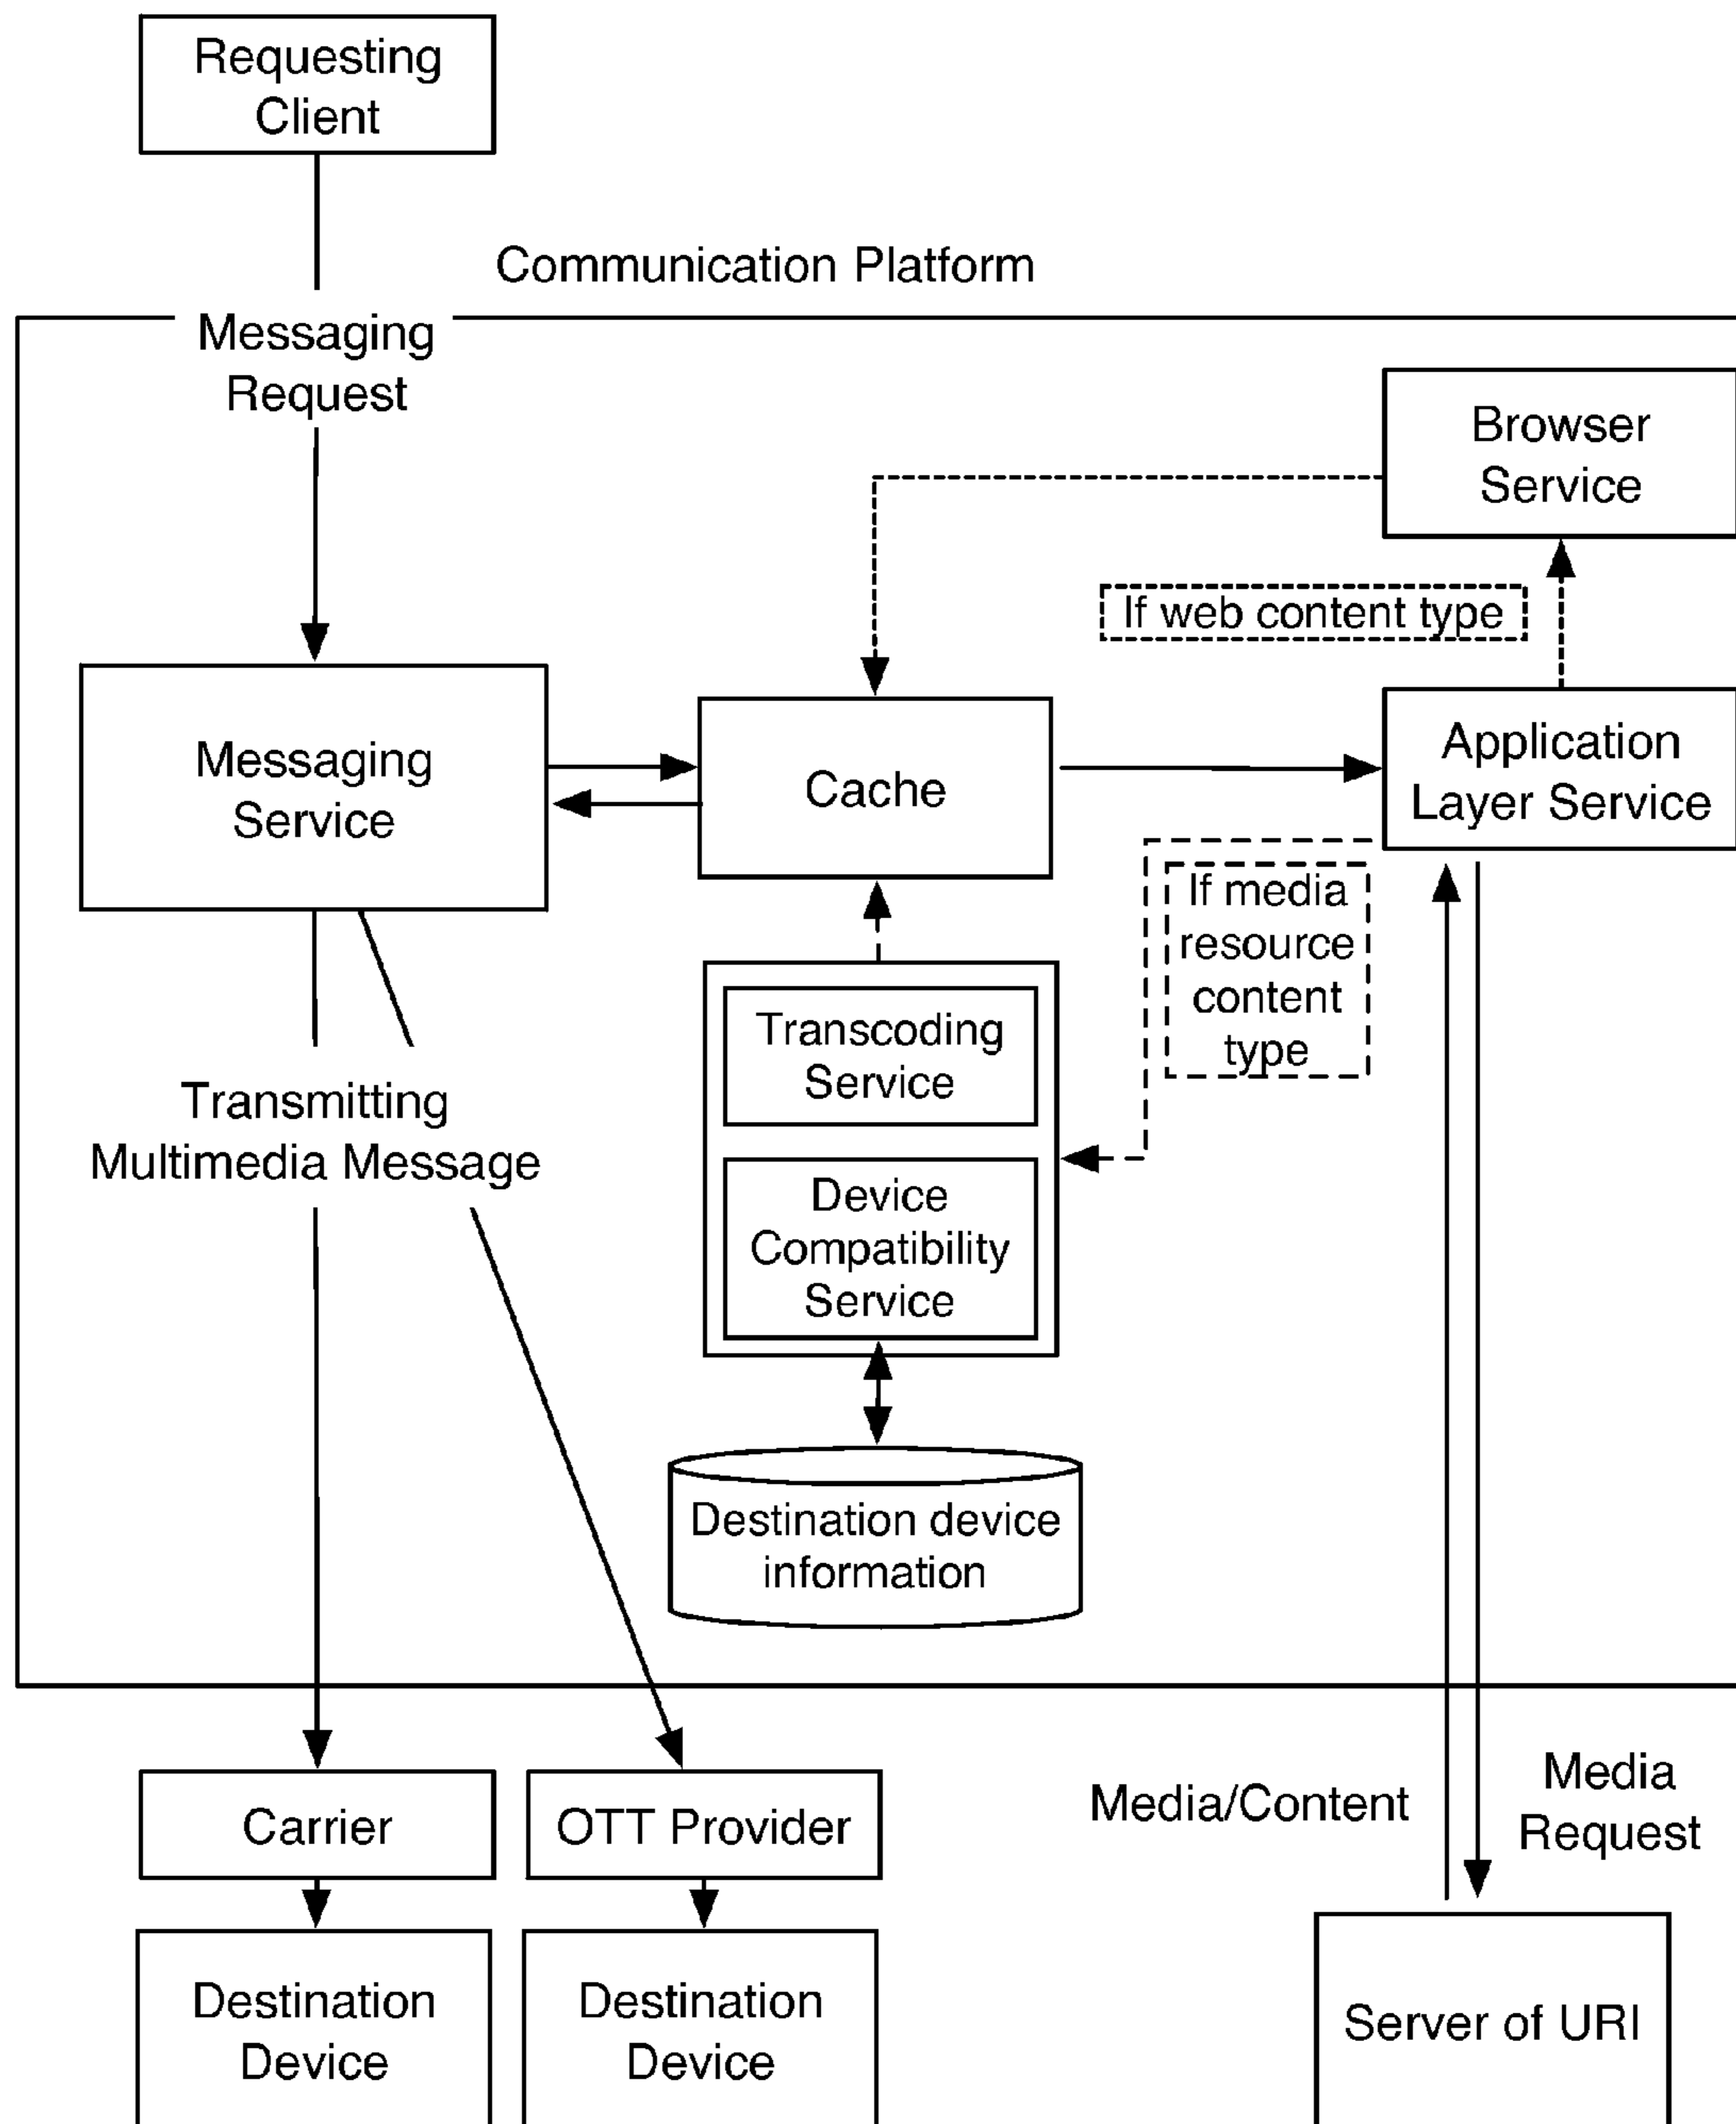 Requesting
Client
Communication Platform
Messaging
Request
Browser
Service
If web content type
Messaging
Service
Cache
Application
Layer Service
If media
resource
content
type
Transcoding
Service
Transmitting
Multimedia Message
Device
Compatibility
Service
Destination device
information
Carrier
OTT Provider
Media/Content
Media
Request
Destination
Device
Destination
Device
Server of URI